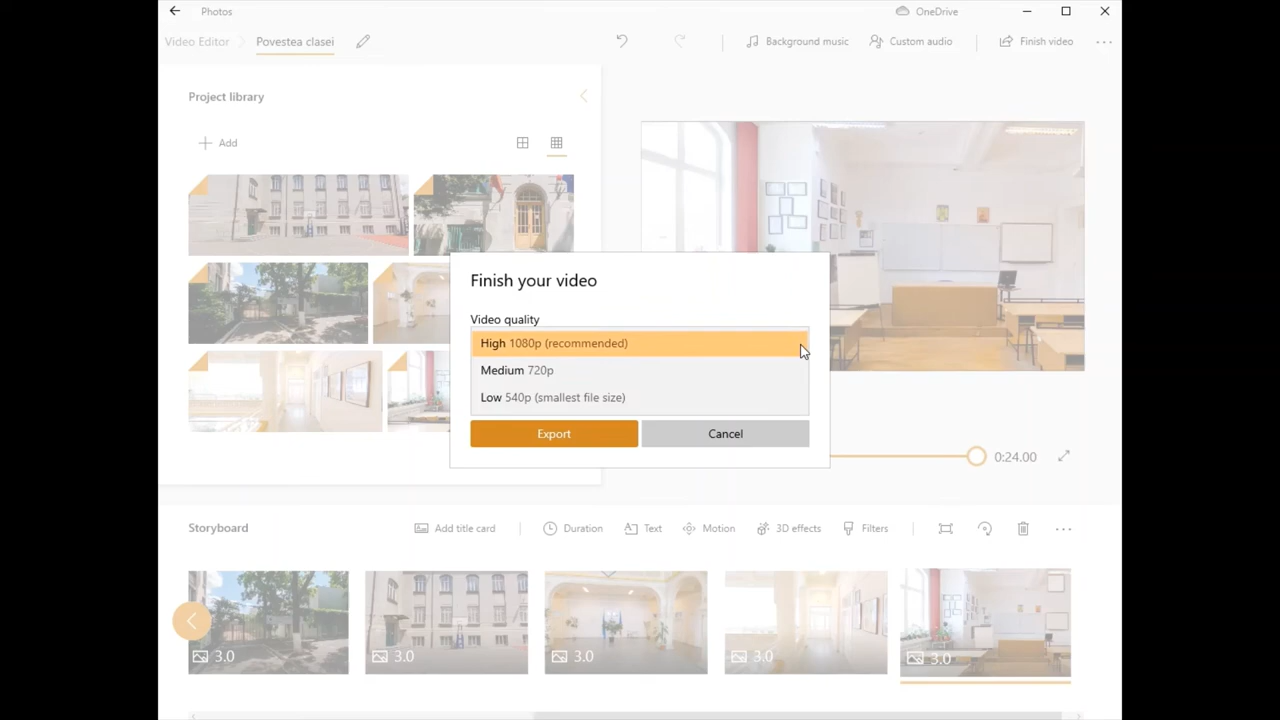 Photos
OneDrive
Video Editor
Povestea clasei
Background music
Custom audio
Finish video
Project library
Add
Finish your video
Video quality
High 1080p (recommended)
Medium 720p
Low 540p (smallest file size)
Export
Cancel
0:24.00
Storyboard
Add title card
Duration
Text
Motion
3D effects
Filters
3.0
3.0
3.0
3.0
3.0